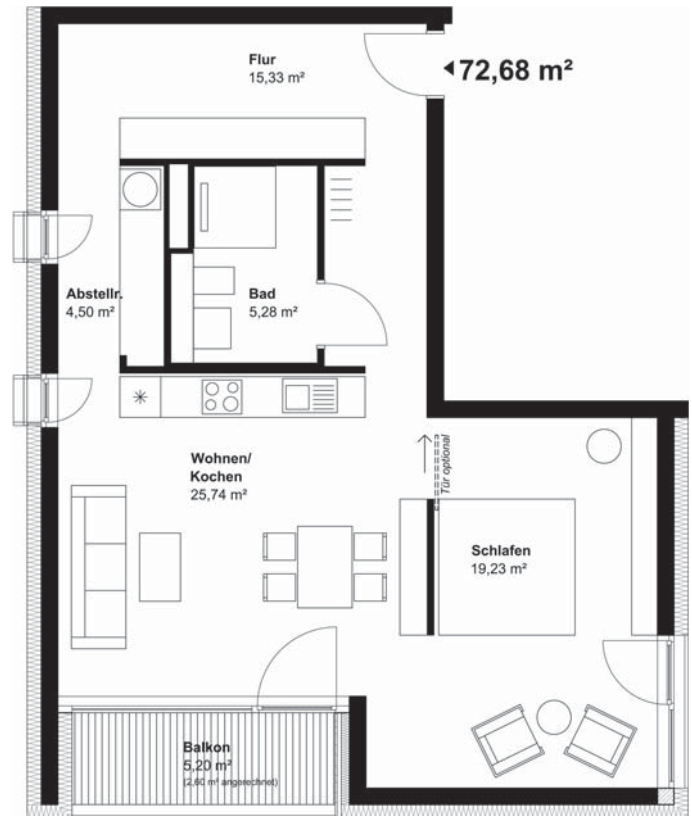 Flur
15,33 m²
72,68 m²
Abstellr.
4,50 m²
Bad
5,28 m²
Wohnen/
Kochen
25,74 m²
Tür optional
Schlafen
19,23 m²
Balkon
5,20 m²
(2,60 m² angerechnet)